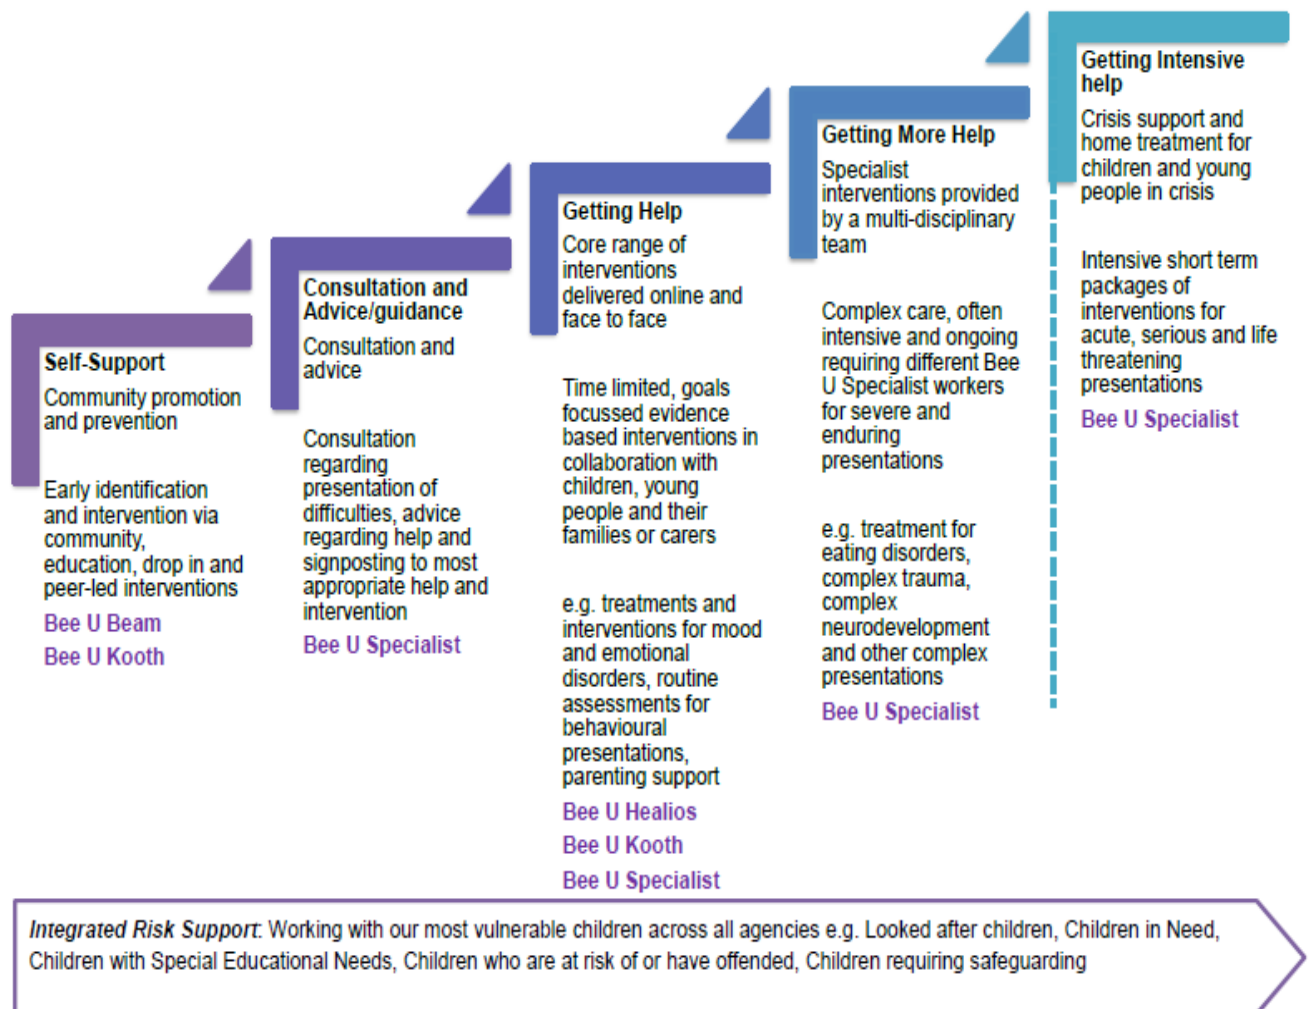 Self-Support
Community promotion
and prevention
Early identification
and intervention via
community,
education, drop in and
peer-led interventions
Bee U Beam
Bee U Kooth
Consultation and
Advice/guidance
Consultation and
advice
Consultation
regarding
presentation of
difficulties, advice
regarding help and
signposting to most
appropriate help and
intervention
Bee U Specialist
Getting Help
Core range of
interventions
delivered online and
face to face
Time limited, goals
focussed evidence
based interventions in
collaboration with
children, young
people and their
families or carers
e.g. treatments and
interventions for mood
and emotional
disorders, routine
assessments for
behavioural
presentations,
parenting support
Bee U Healios
Bee U Kooth
Bee U Specialist
Getting More Help
Specialist
interventions provided
by a multi-disciplinary
team
Complex care, often
intensive and ongoing
requiring different Bee
U Specialist workers
for severe and
enduring
presentations
e.g. treatment for
eating disorders,
complex trauma,
complex
neurodevelopment
and other complex
presentations
Bee U Specialist
Getting Intensive
help
Crisis support and
home treatment for
children and young
people in crisis
Intensive short term
packages of
interventions for
acute, serious and life
threatening
presentations
Bee U Specialist
Integrated Risk Support: Working with our most vulnerable children across all agencies e.g. Looked after children, Children in Need,
Children with Special Educational Needs, Children who are at risk of or have offended, Children requiring safeguarding